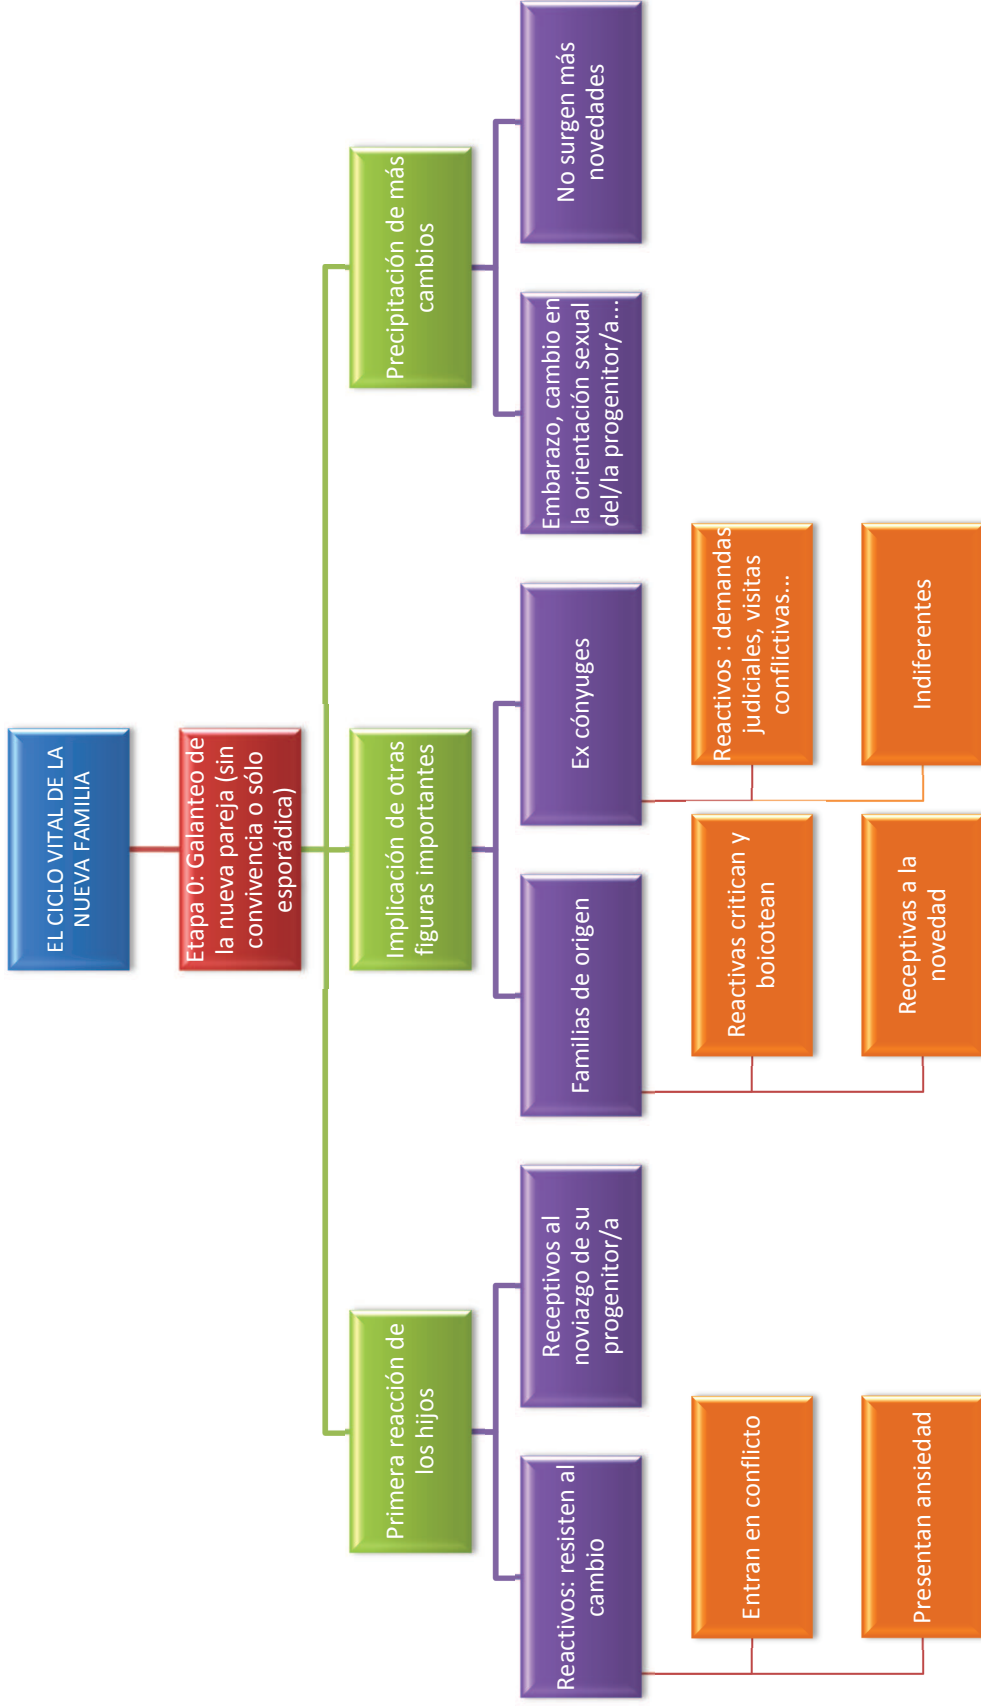 EL CICLO VITAL DE LA
NUEVA FAMILIA
Etapa 0: Galanteo de
la nueva pareja (sin
convivencia o sólo
esporádica)
Primera reacción de
los hijos
Implicación de otras
figuras importantes
Precipitación de más
cambios
Reactivos: resisten al
cambio
Receptivos al
noviazgo de su
progenitor/a
Familias de origen
Ex cónyuges
Embarazo, cambio en
la orientación sexual
del/la progenitor/a...
No surgen más
novedades
Entran en conflicto
Reactivas critican y
boicotean
Reactivos : demandas
judiciales, visitas
conflictivas...
Presentan ansiedad
Receptivas a la
novedad
Indiferentes